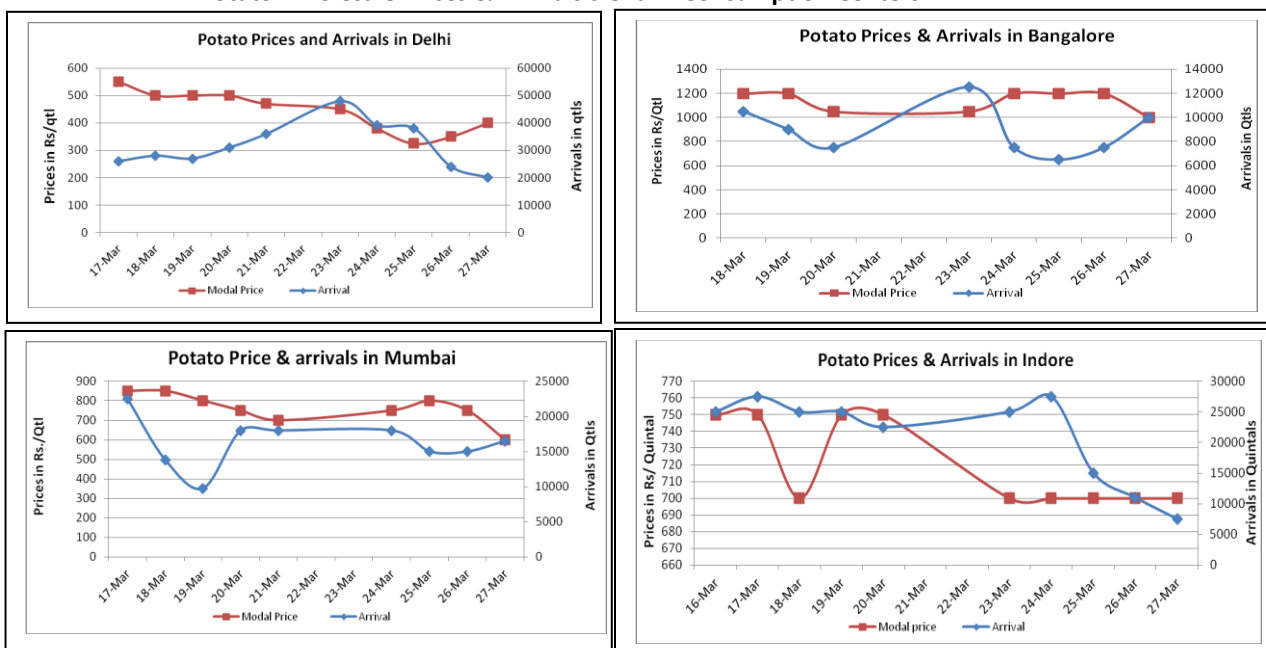 Potato Prices and Arrivals in Delhi
Prices in Rs/qtl
600
500
400
300
200
100
0
60000
50000
40000
30000
20000
10000
0
Arrivals in qtls
17-Mar
18-Mar
19-Mar
20-Mar
21-Mar
22-Mar
23-Mar
24-Mar
25-Mar
26-Mar
27-Mar
Modal Price
Arrival
Potato Prices & Arrivals in Bangalore
Prices in Rs/Qtl
1400
1200
1000
800
600
400
200
0
14000
12000
10000
8000
6000
4000
2000
0
Arrivals in Qtls
18-Mar
19-Mar
20-Mar
21-Mar
22-Mar
23-Mar
24-Mar
25-Mar
26-Mar
27-Mar
Modal Price
Arrival
Potato Price & arrivals in Mumbai
Prices in Rs./Qtl
900
800
700
600
500
400
300
200
100
0
25000
20000
15000
10000
5000
0
Arrivals in Qtls
17-Mar
18-Mar
19-Mar
20-Mar
21-Mar
22-Mar
23-Mar
24-Mar
25-Mar
26-Mar
27-Mar
Modal Price
Arrival
Potato Prices & Arrivals in Indore
Prices in Rs/ Quintal
770
760
750
740
730
720
710
700
690
680
670
660
30000
25000
20000
15000
10000
5000
0
Arrivals in Quintals
16-Mar
17-Mar
18-Mar
19-Mar
20-Mar
21-Mar
22-Mar
23-Mar
24-Mar
25-Mar
26-Mar
27-Mar
Modal price
Arrival